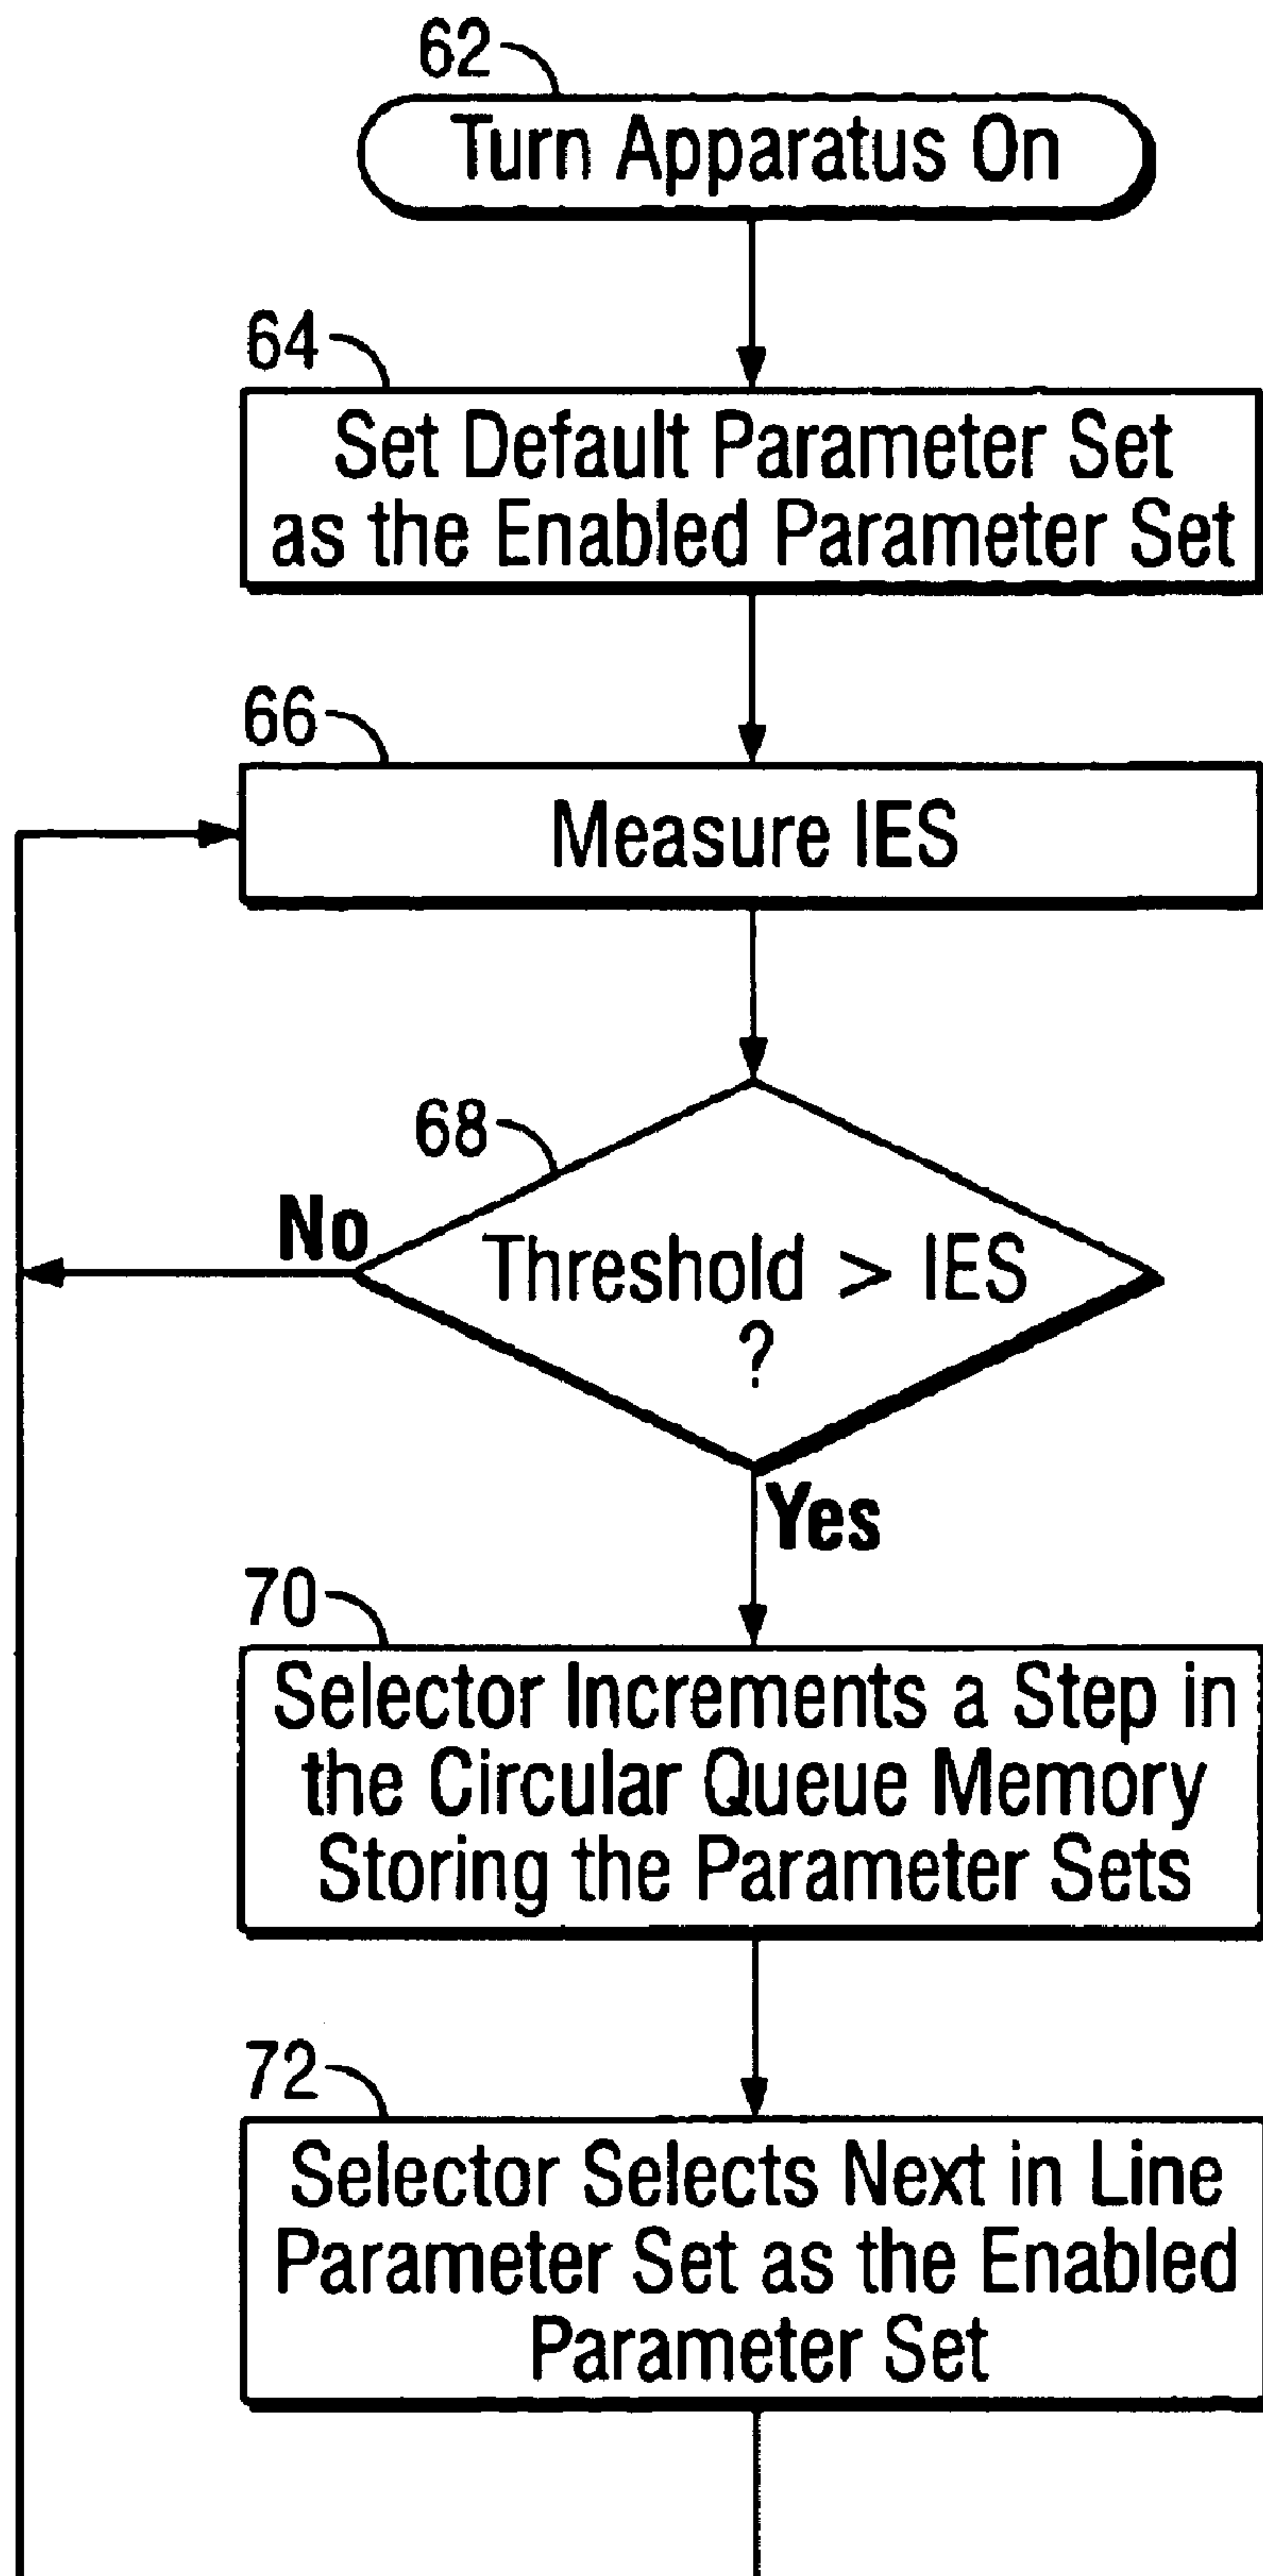 62
Turn Apparatus On
64
Set Default Parameter Set
as the Enabled Parameter Set
66
Measure IES
68
No
Threshold > IES
?
Yes
70
Selector Increments a Step in
the Circular Queue Memory
Storing the Parameter Sets
72
Selector Selects Next in Line
Parameter Set as the Enabled
Parameter Set